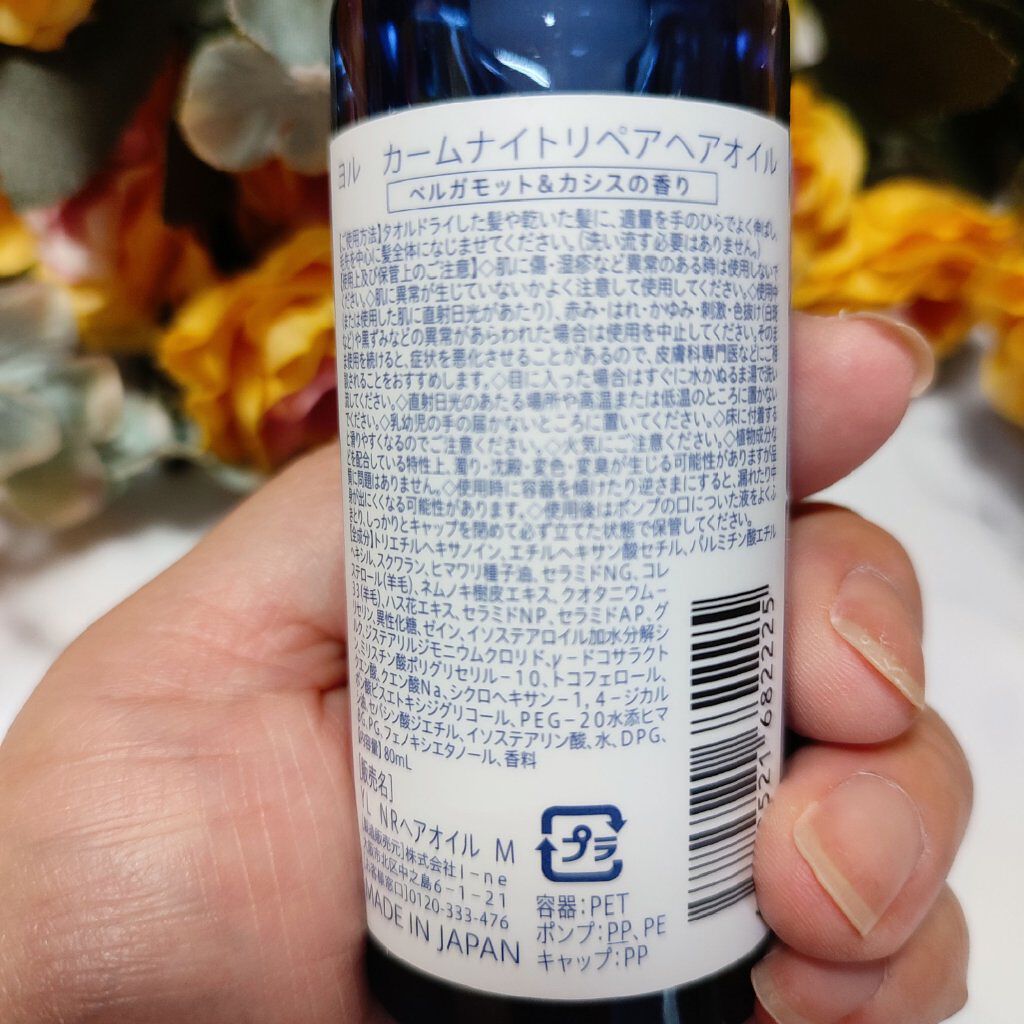 ヨル カームナイトリペアヘアオイル
ベルガモット&カシスの香り
【ご使用方法】タオルドライした髪や乾いた髪に、適量を手のひらでよく伸ばし、
毛先を中心に髪全体になじませてください。(洗い流す必要はありません。)
使用上及び保管上のご注意】◇肌に傷・湿疹など異常のある時は使用しないで
ください。◇肌に異常が生じていないかよく注意して使用してください。◇使用中
(または使用した肌に直射日光があたり)、赤み・はれ・かゆみ・刺激・色抜け(白斑
など)や黒ずみなどの異常があらわれた場合は使用を中止してください。そのま
ま使用を続けると、症状を悪化させることがあるので、皮膚科専門医などにご相
談されることをおすすめします。◇目に入った場合はすぐに水かぬるま湯で洗い
流してください。◇直射日光のあたる場所や高温または低温のところに置かない
でください。◇乳幼児の手の届かないところに置いてください。◇床に付着する
と滑りやすくなるのでご注意ください。◇火気にご注意ください。◇植物成分な
どを配合している特性上、濁り・沈殿・変色・変臭が生じる可能性がありますが品
質に問題はありません。◇使用時に容器を傾けたり逆さまにすると、漏れたり中
身が出にくくなる可能性があります。◇使用後はポンプの口についた液をよくふ
きとり、しっかりとキャップを閉めて必ず立てた状態で保管してください。
【全成分】トリエチルヘキサノイン、エチルヘキサン酸セチル、パルミチン酸エチル
ヘキシル、スクワラン、ヒマワリ種子油、セラミドNG、コレ
ステロール(羊毛)、ネムノキ樹皮エキス、クオタニウム-
33(羊毛)、ハス花エキス、セラミドNP、セラミドAP、グ
リセリン、異性化糖、ゼイン、イソステアロイル加水分解シ
ルク、ジステアリルジモニウムクロリド、γ-ドコサラクト
ン、ミリスチン酸ポリグリセリル-10、トコフェロール、
クエン酸、クエン酸Na、シクロヘキサン-1,4-ジカル
ボン酸ビスエトキシジグリコール、PEG-20水添ヒマ
シ油、セバシン酸ジエチル、イソステアリン酸、水、DPG、
BG、PG、フェノキシエタノール、香料
【内容量】80mL
[販売名]
YL NRヘアオイル M
[製造販売元]株式会社I-ne
大阪市北区中之島6-1-21
[お客様窓口]0120-333-476
MADE IN JAPAN
プラ
容器:PET
ポンプ:PP、PE
キャップ:PP
521 682225